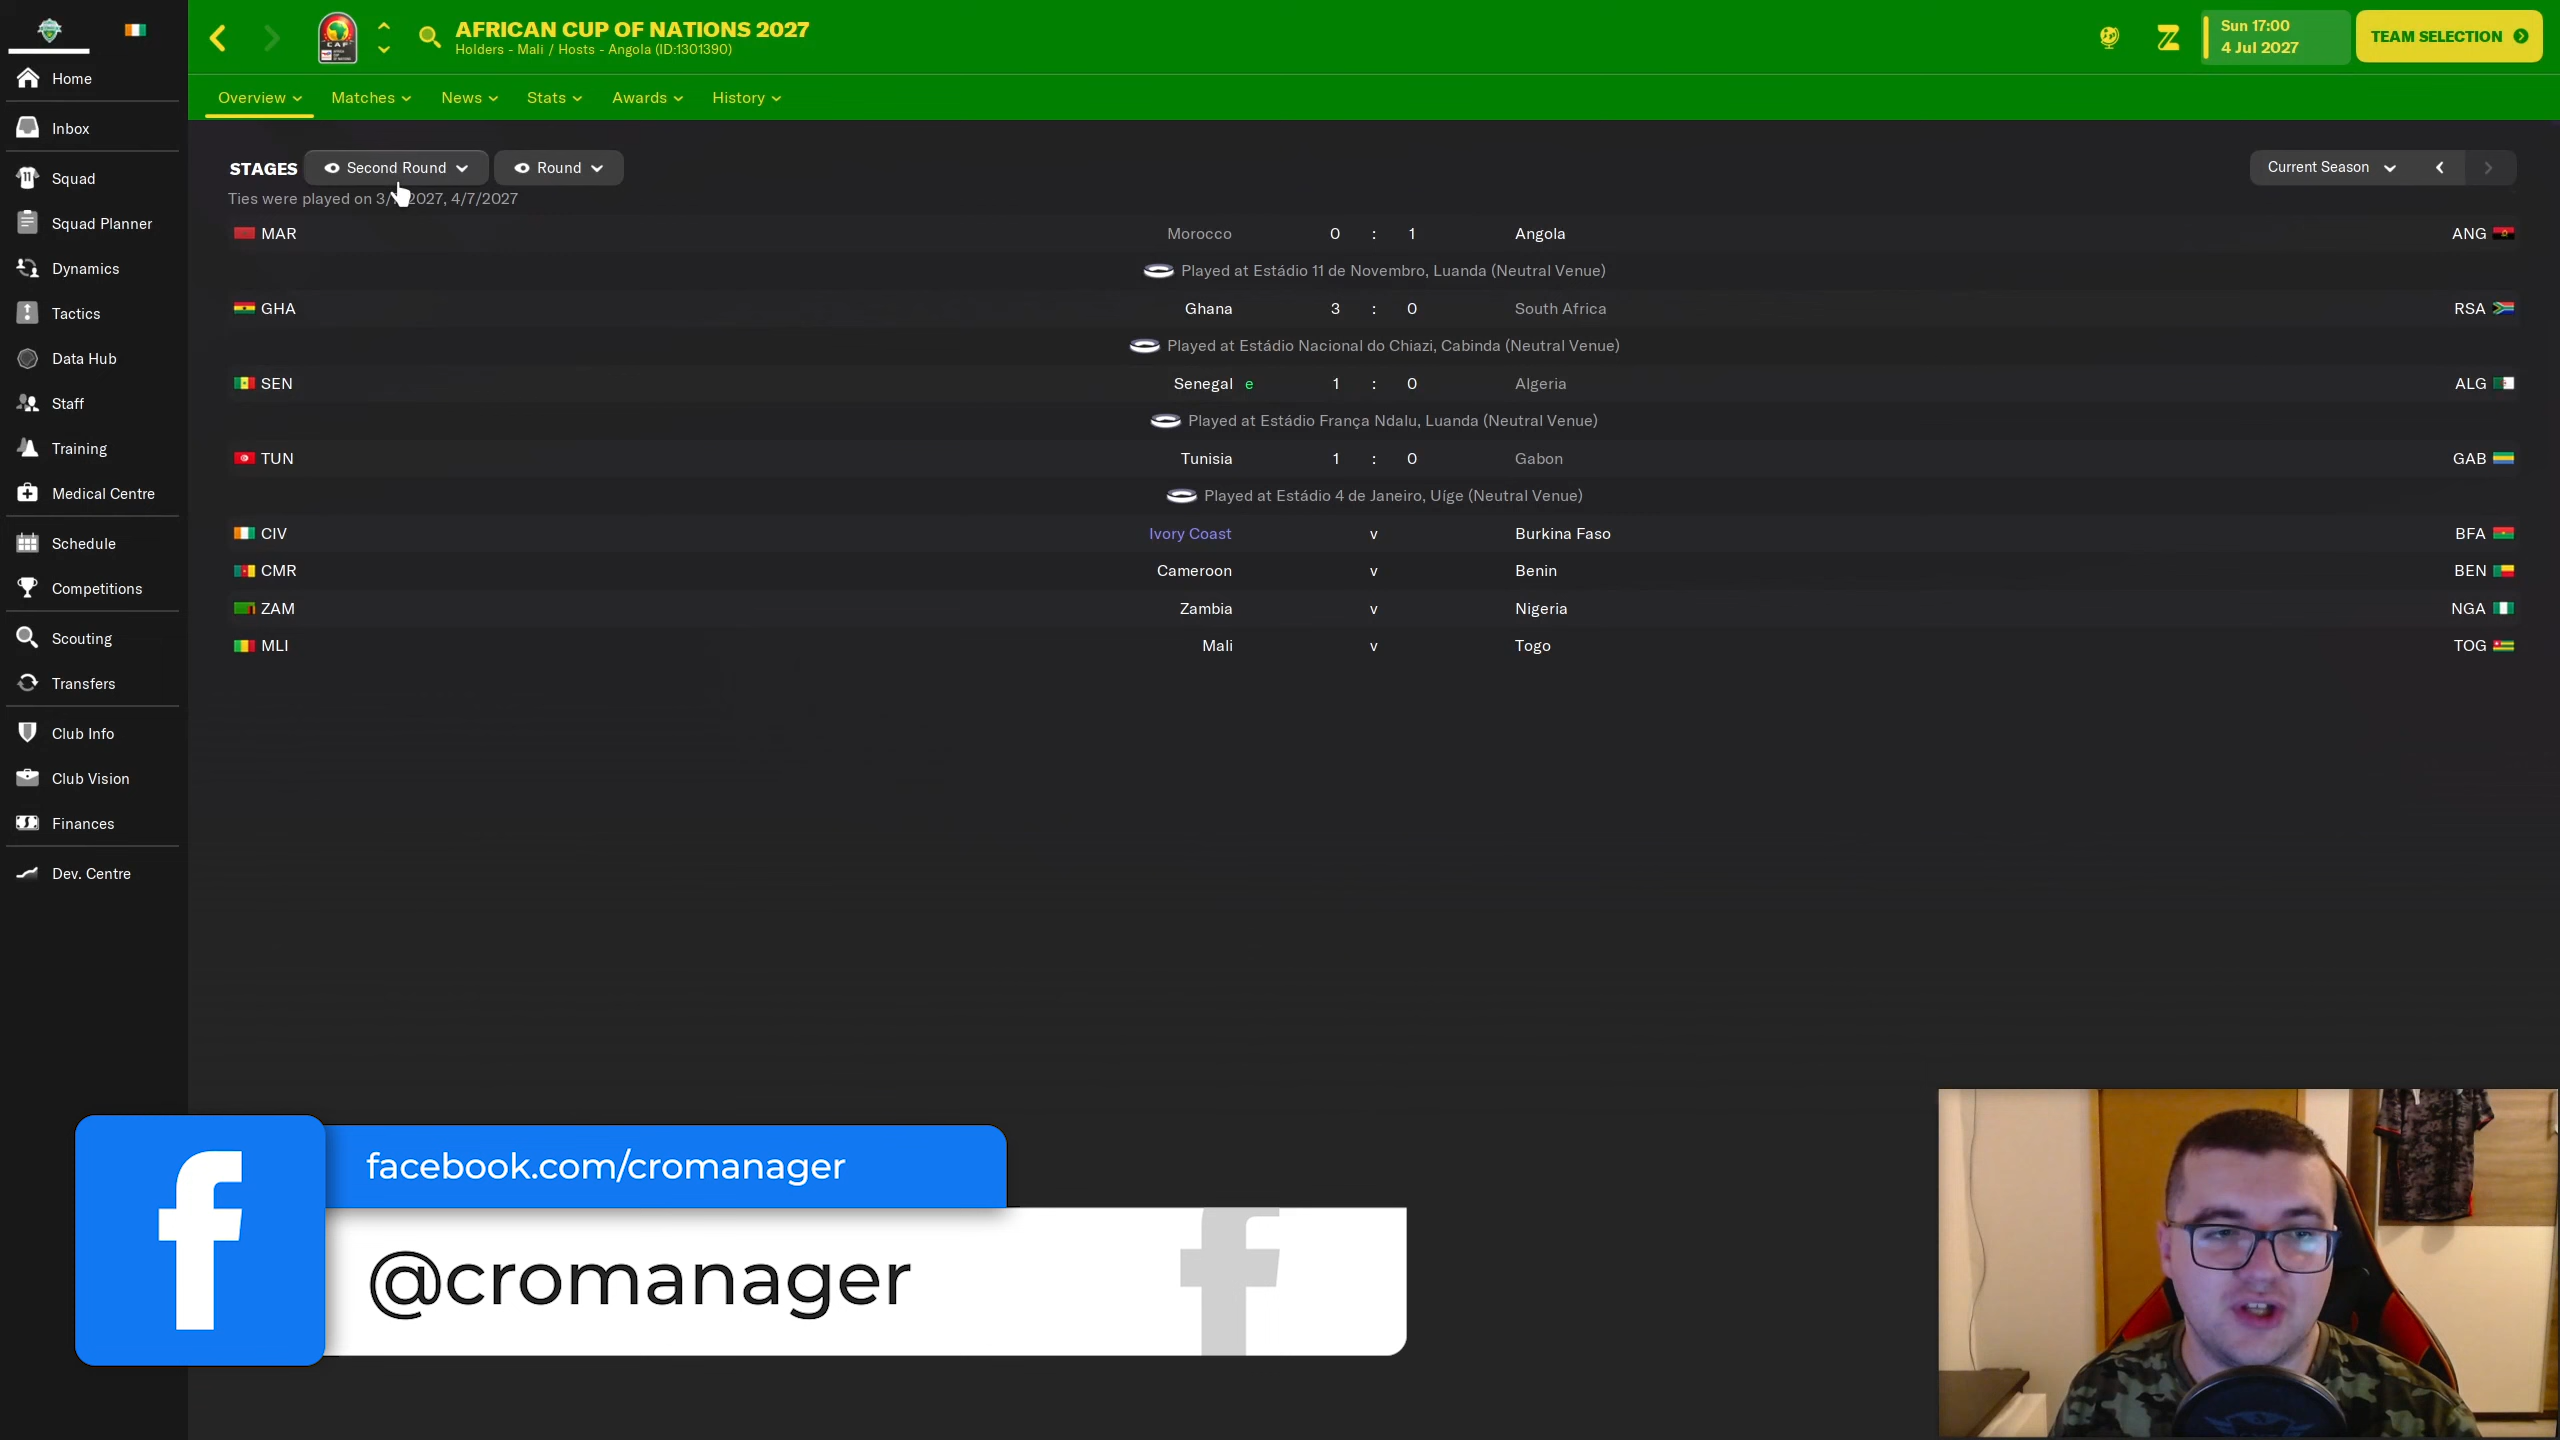 AFRICAN CUP OF NATIONS 2027
Holders - Mali / Hosts - Angola (ID:1301390)
Sun 17:00
4 Jul 2027
TEAM SELECTION
Overview Matches News Stats Awards History
Home
Inbox
Squad
Squad Planner
Dynamics
Tactics
Data Hub
Staff
Training
Medical Centre
Schedule
Competitions
Scouting
Transfers
Club Info
Club Vision
Finances
Dev. Centre
STAGES Second Round Round Current Season
Ties were played on 3/ 2027, 4/7/2027
MAR Morocco 0 : 1 Angola ANG
Played at Estádio 11 de Novembro, Luanda (Neutral Venue)
GHA Ghana 3 : 0 South Africa RSA
Played at Estádio Nacional do Chiazi, Cabinda (Neutral Venue)
SEN Senegal e 1 : 0 Algeria ALG
Played at Estádio França Ndalu, Luanda (Neutral Venue)
TUN Tunisia 1 : 0 Gabon GAB
Played at Estádio 4 de Janeiro, Uíge (Neutral Venue)
CIV Ivory Coast v Burkina Faso BFA
CMR Cameroon v Benin BEN
ZAM Zambia v Nigeria NGA
MLI Mali v Togo TOG
facebook.com/cromanager
@cromanager